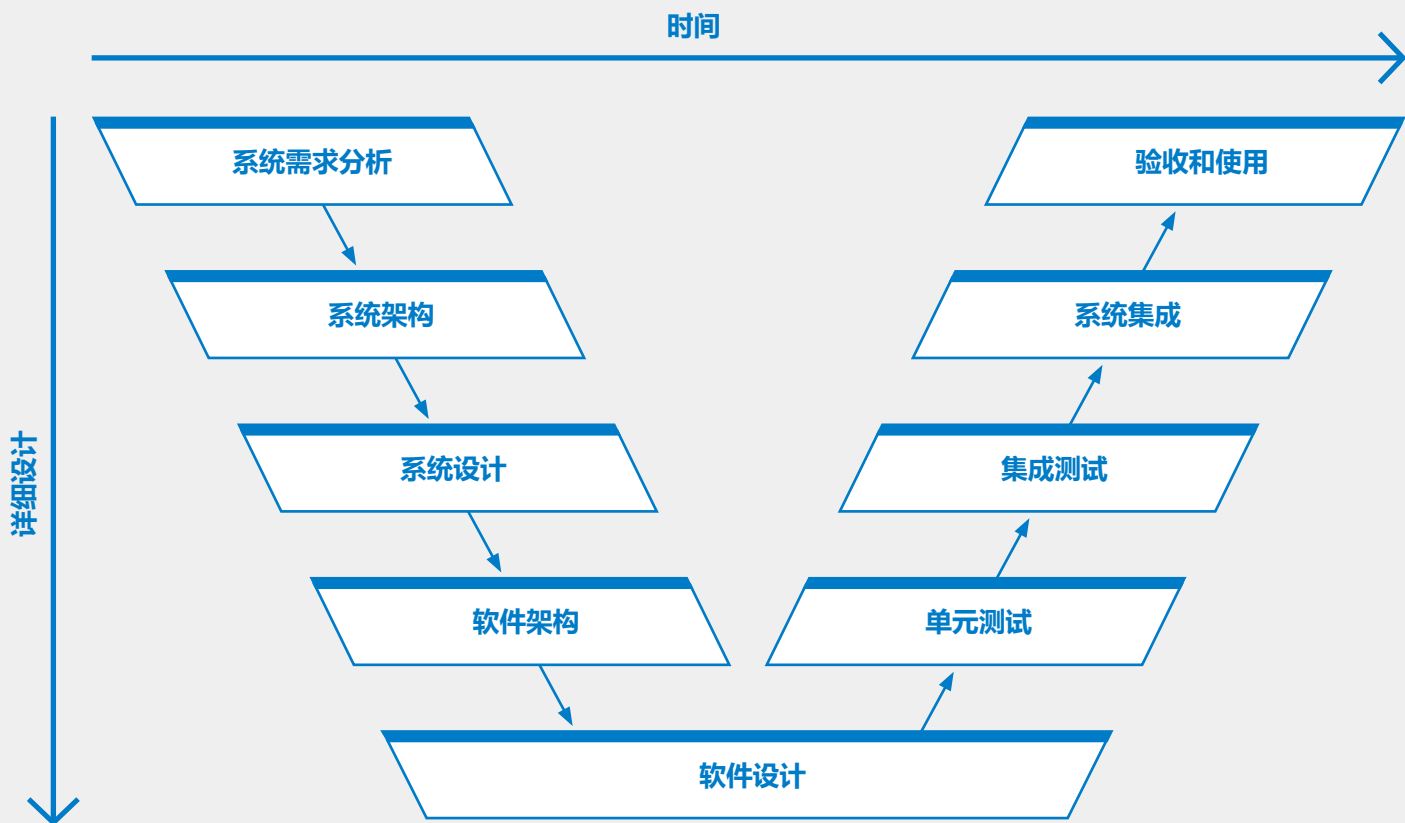 时间
系统需求分析
验收和使用
系统架构
系统集成
详细设计
系统设计
集成测试
软件架构
单元测试
软件设计